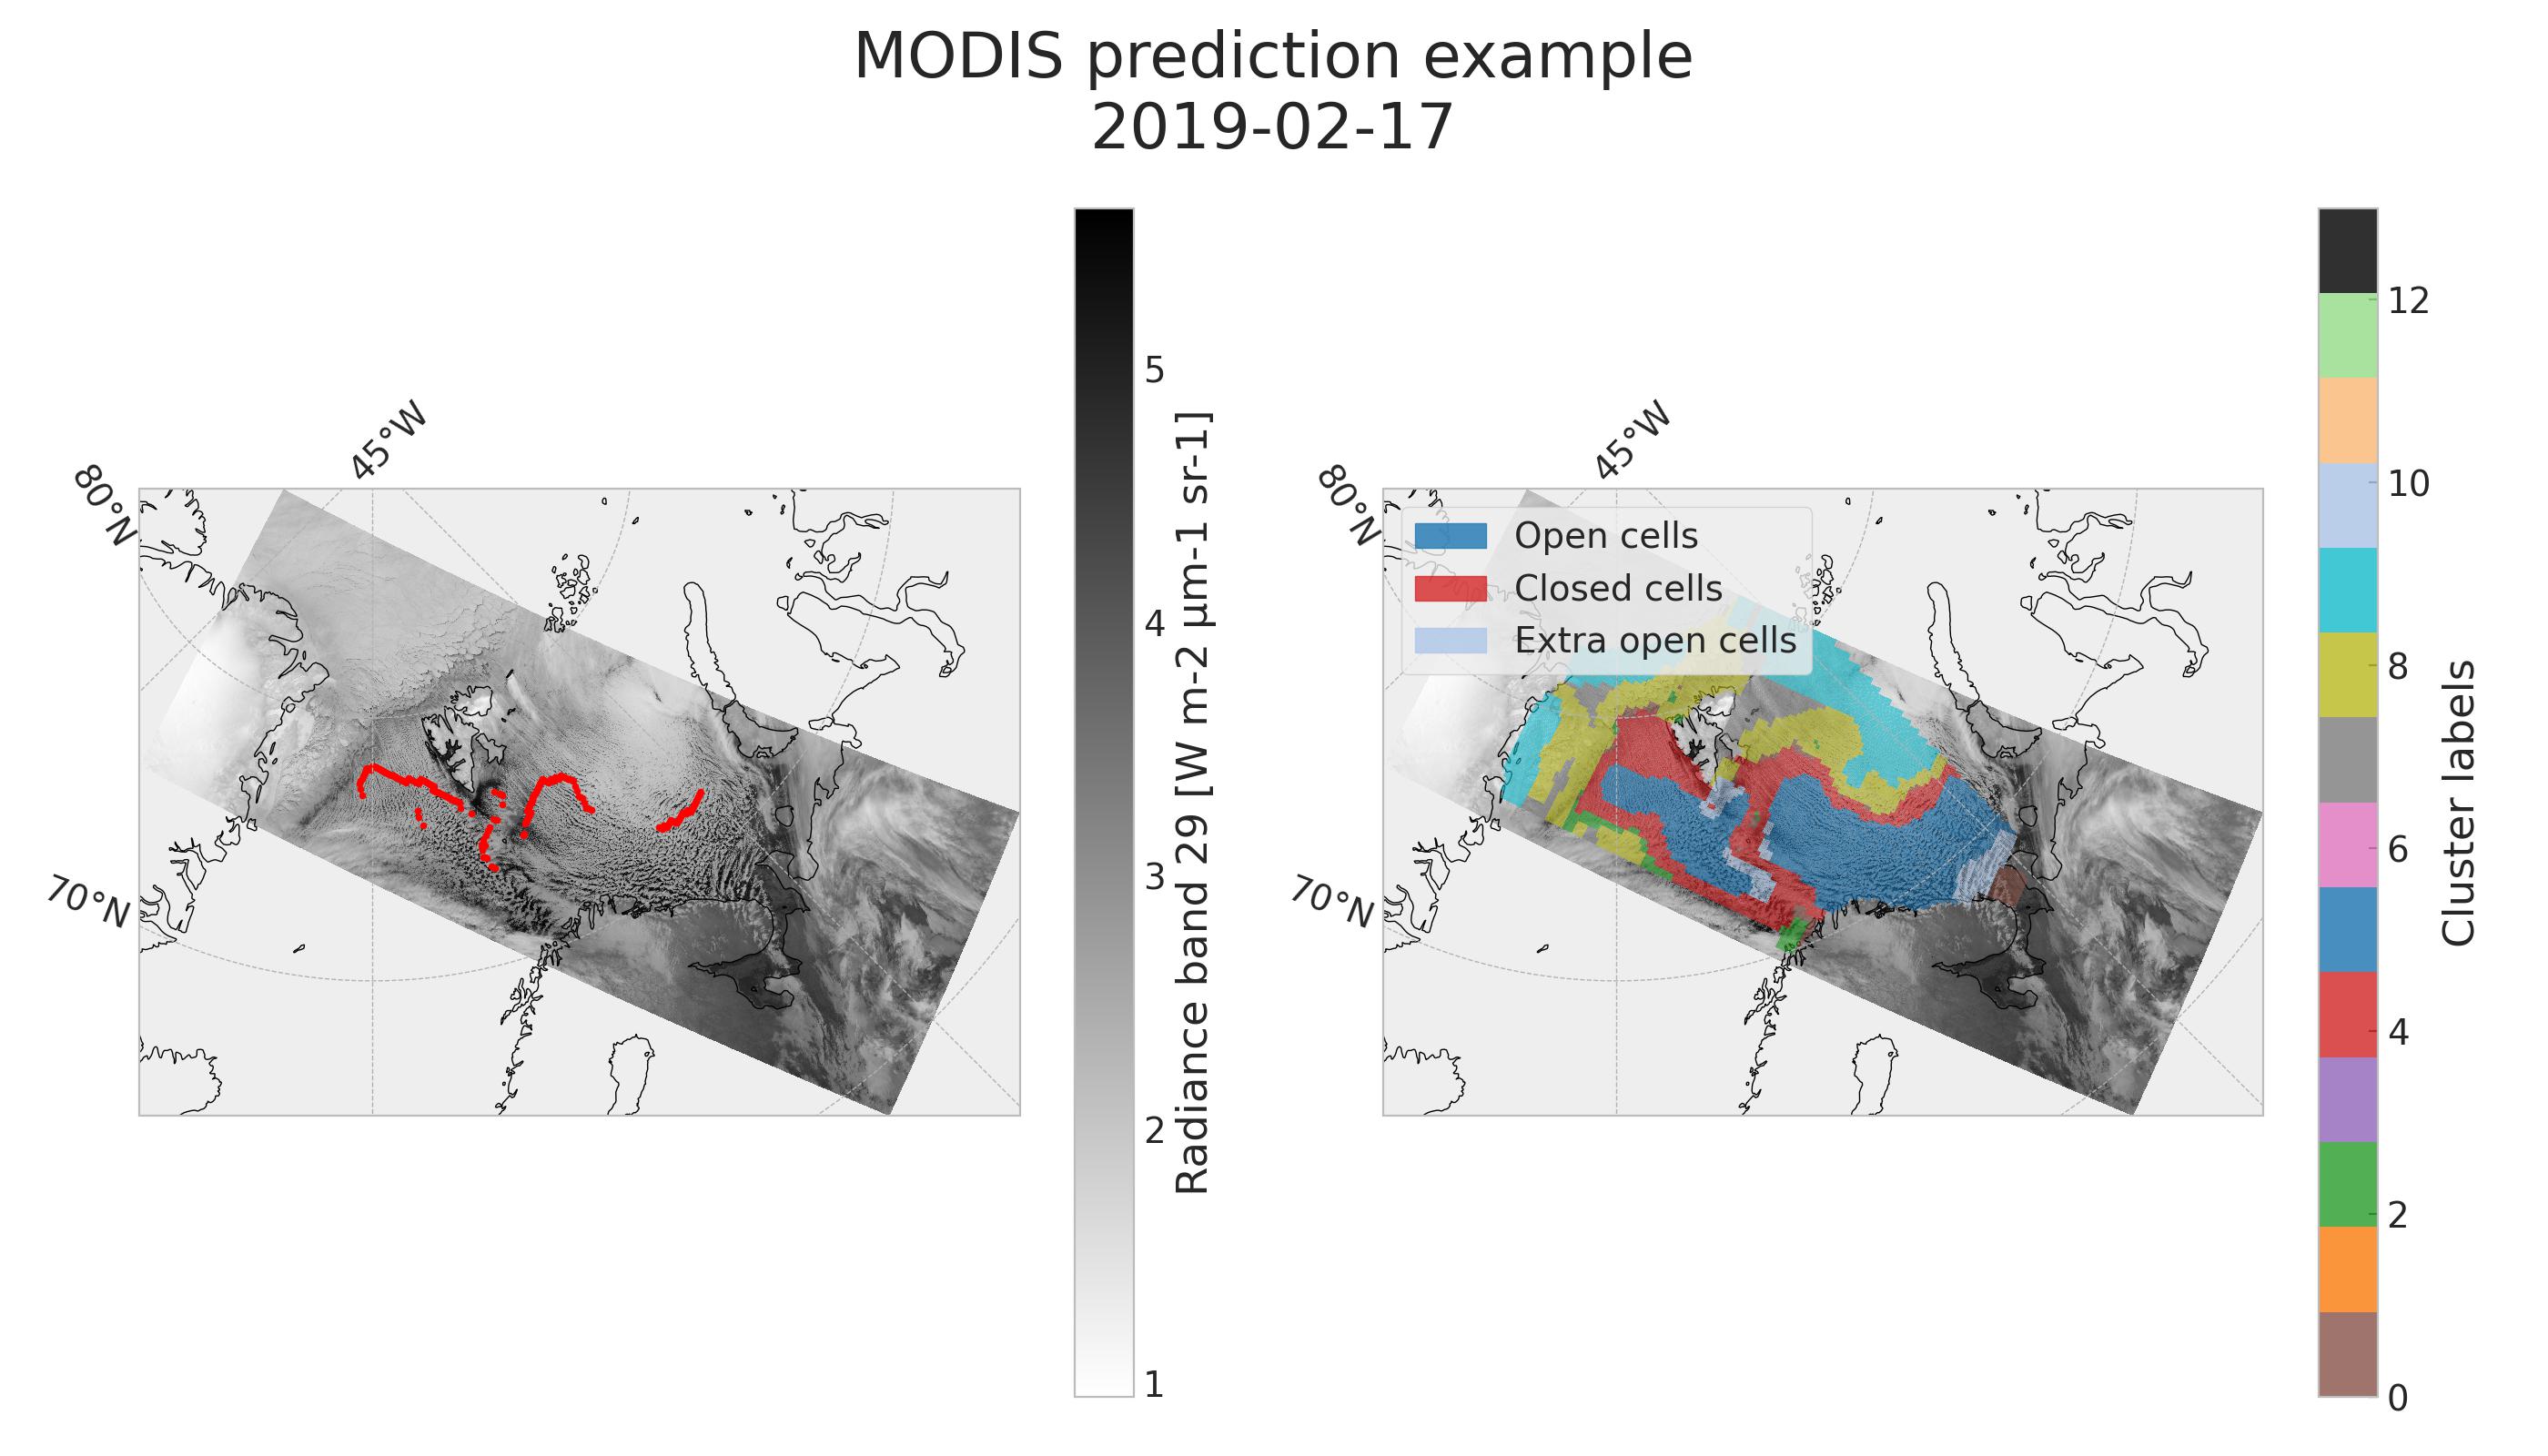 MODIS prediction example
2019-02-17
45°W
80°N
70°N
5
4
3
2
1
Radiance band 29 [W m-2 µm-1 sr-1]
45°W
80°N
70°N
Open cells
Closed cells
Extra open cells
12
10
8
6
4
2
0
Cluster labels